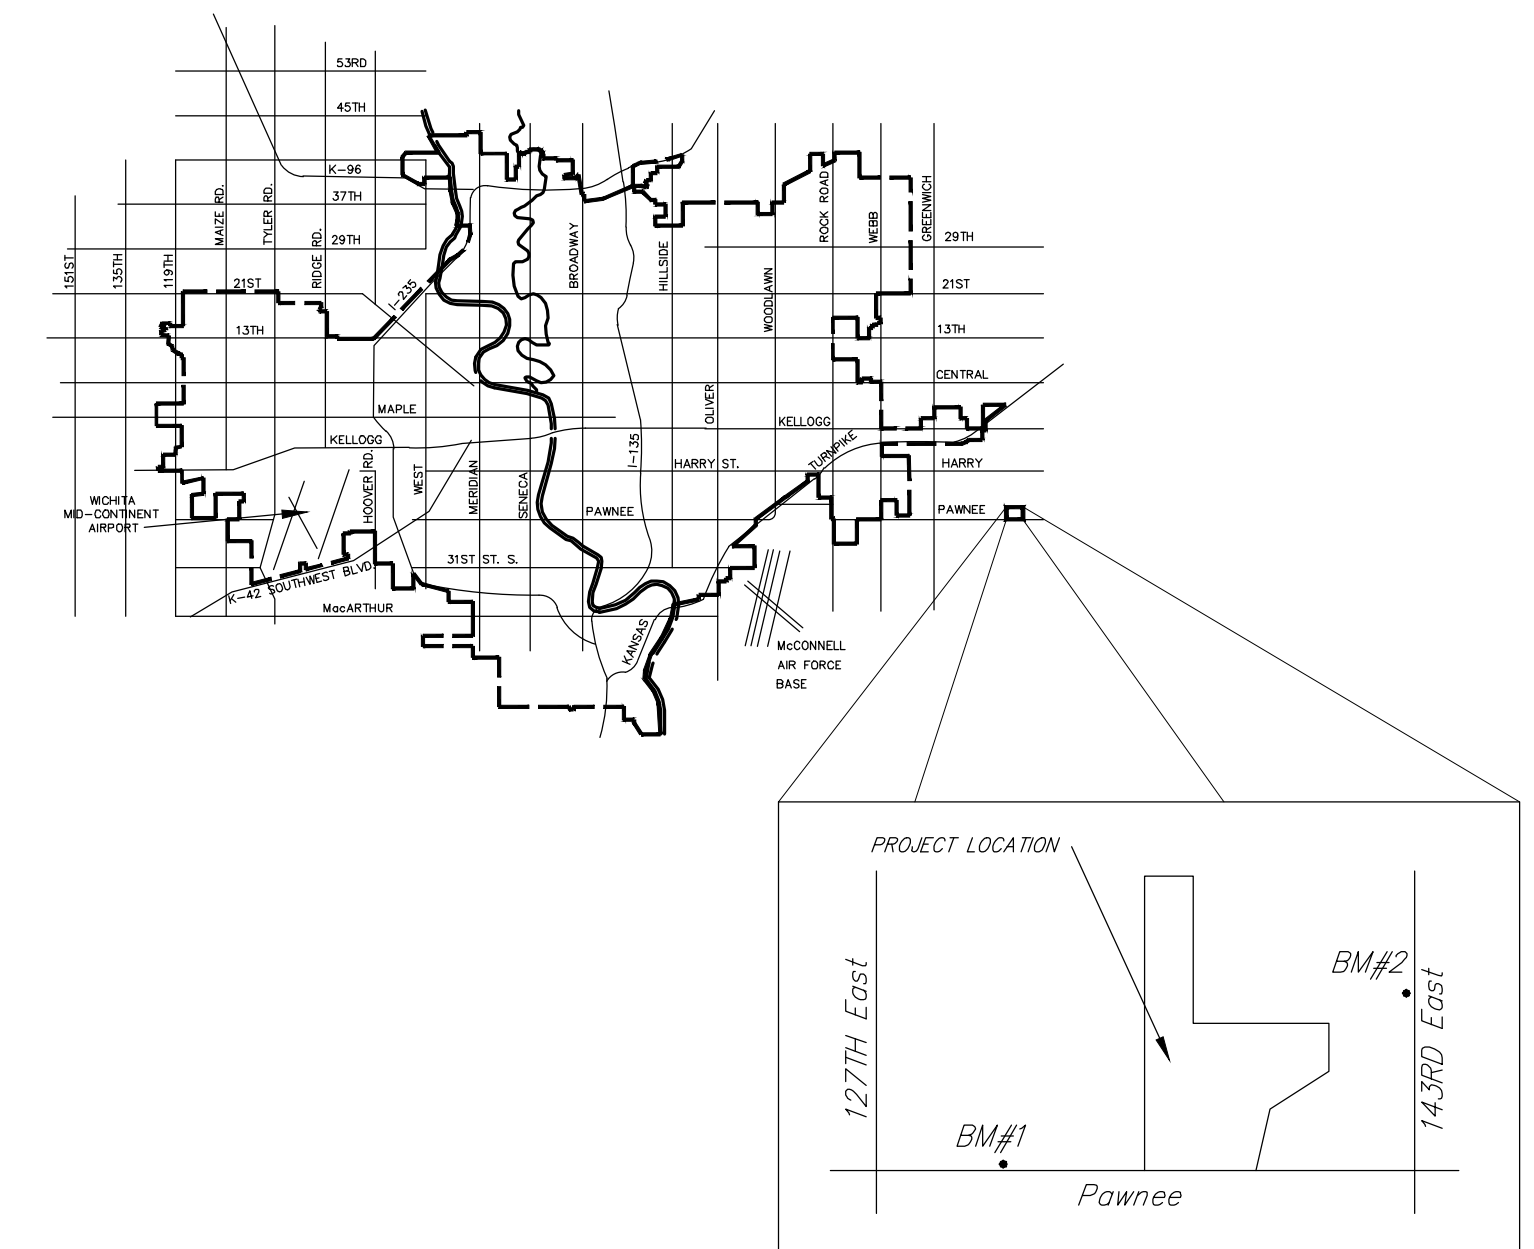 53RD
45TH
K-96
37TH
29TH
MAIZE RD.
TYLER RD.
RIDGE RD.
151ST
135TH
119TH
21ST
I-235
13TH
BROADWAY
HILLSIDE
WOODLAWN
ROCK ROAD
WEBB
GREENWICH
29TH
21ST
13TH
CENTRAL
MAPLE
OLIVER
KELLOGG
KELLOGG
TURNPIKE
HOOVER RD.
WEST
MERIDIAN
SENECA
I-135
HARRY ST.
HARRY
WICHITA
MID-CONTINENT
AIRPORT
PAWNEE
PAWNEE
31ST ST. S.
K-42 SOUTHWEST BLVD.
MacARTHUR
KANSAS
McCONNELL
AIR FORCE
BASE
PROJECT LOCATION
127TH East
BM#2
143RD East
BM#1
Pawnee